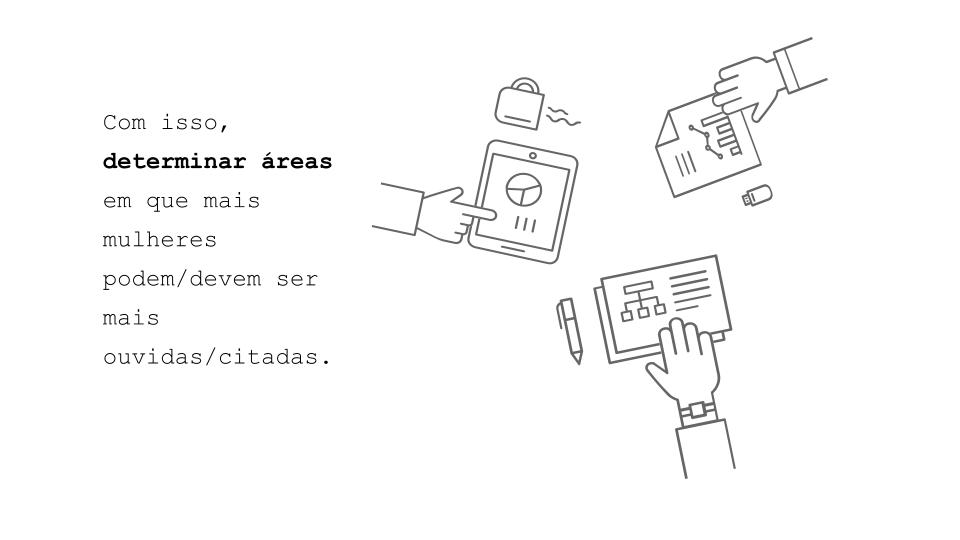 Com isso,
determinar áreas
em que mais
mulheres
podem/devem ser
mais
ouvidas/citadas.